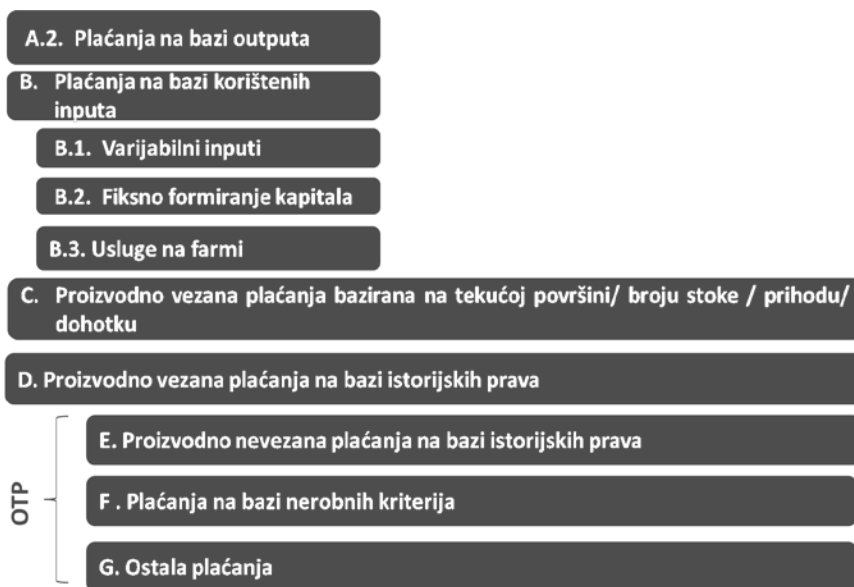 A.2. Plaćanja na bazi outputa
B. Plaćanja na bazi korištenih
inputa
B.1. Varijabilni inputi
B.2. Fiksno formiranje kapitala
B.3. Usluge na farmi
C. Proizvodno vezana plaćanja bazirana na tekućoj površini/ broju stoke / prihodu/
dohotku
D. Proizvodno vezana plaćanja na bazi istorijskih prava
OTP
E. Proizvodno nevezana plaćanja na bazi istorijskih prava
F . Plaćanja na bazi nerobnih kriterija
G. Ostala plaćanja